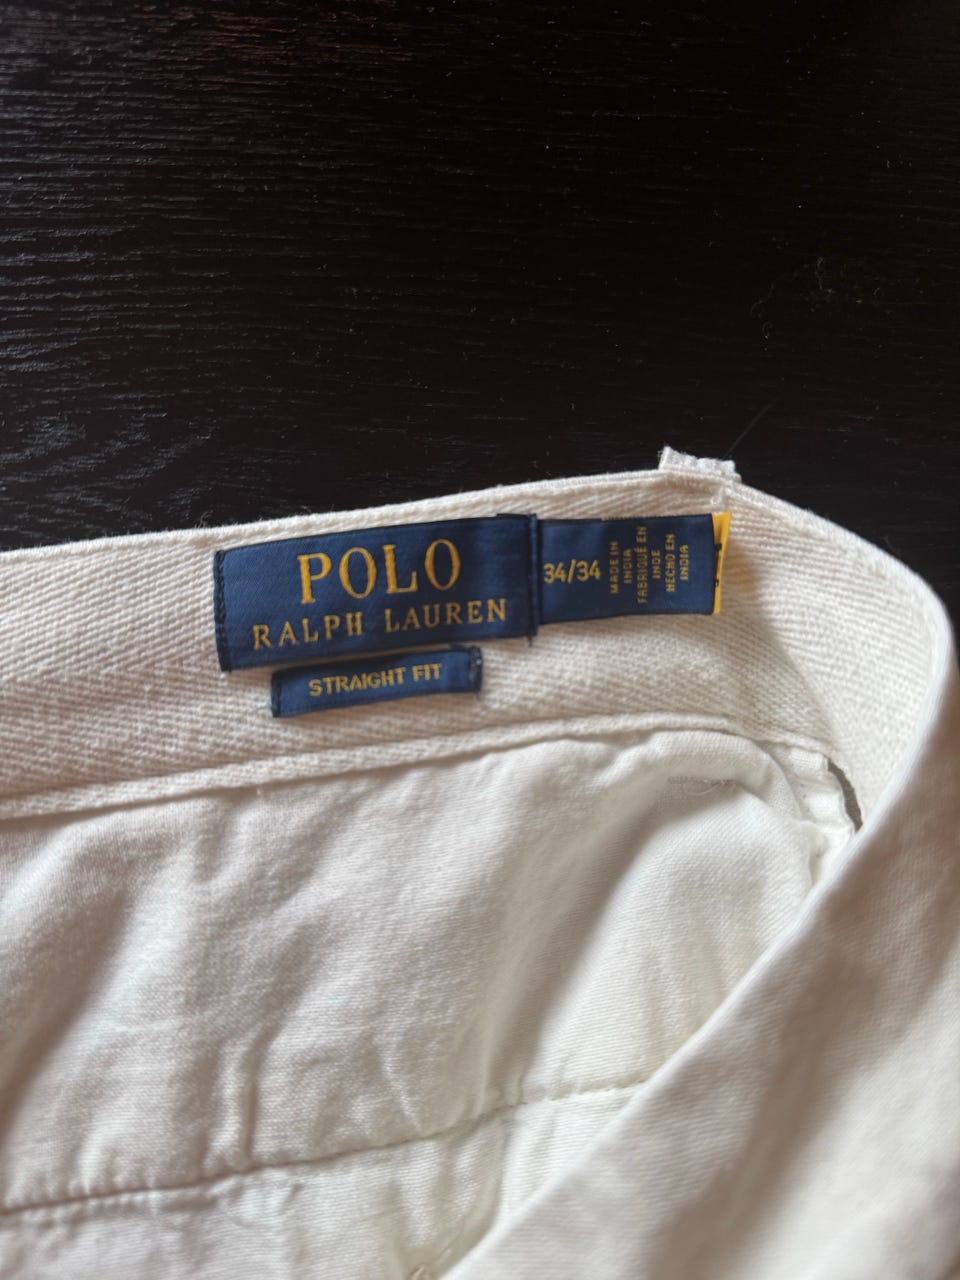 POLO
RALPH LAUREN
STRAIGHT FIT
34/34
MADE IN
INDIA
FABRIQUÉ EN
INDE
HECHO EN
INDIA